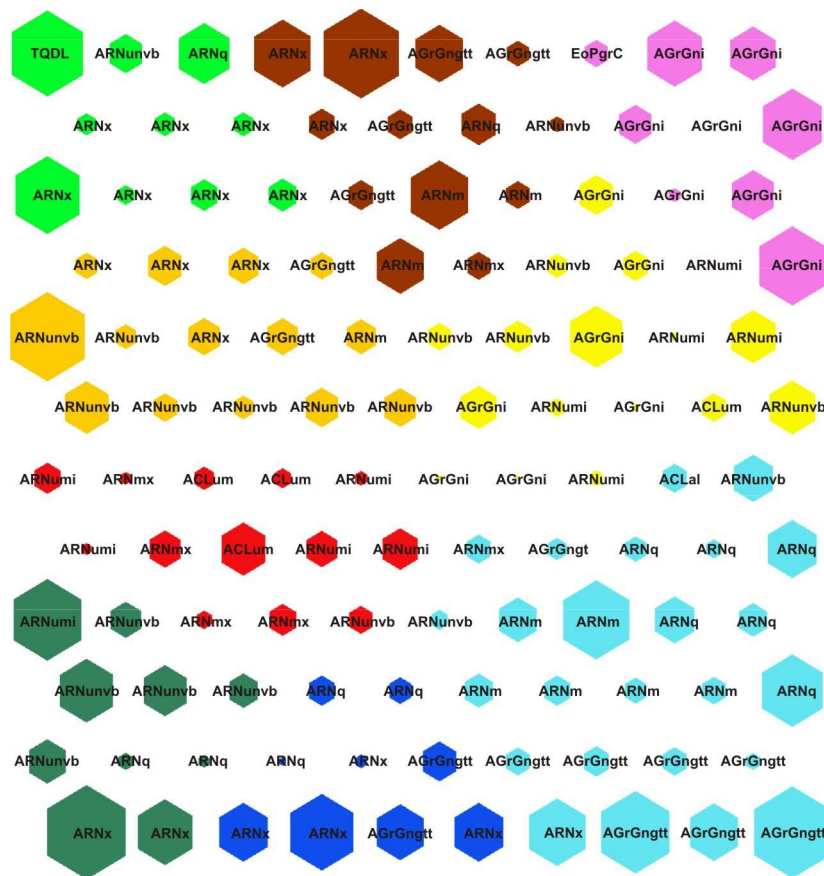 TQDL ARNunvb ARNq ARNx ARNx AGrGngtt AGrGngtt EoPgrC AGrGni AGrGni
ARNx ARNx ARNx ARNx AGrGngtt ARNq ARNunvb AGrGni AGrGni AGrGni
ARNx ARNx ARNx ARNx AGrGngtt ARNm ARNm AGrGni AGrGni AGrGni
ARNx ARNx ARNx AGrGngtt ARNm ARNmx ARNunvb AGrGni ARNumi AGrGni
ARNunvb ARNunvb ARNx AGrGngtt ARNm ARNunvb ARNunvb AGrGni ARNumi ARNumi
ARNunvb ARNunvb ARNunvb ARNunvb ARNunvb AGrGni ARNumi AGrGni ACLum ARNunvb
ARNumi ARNmx ACLum ACLum ARNumi AGrGni AGrGni ARNumi ACLal ARNunvb
ARNumi ARNmx ACLum ARNumi ARNumi ARNmx AGrGngt ARNq ARNq ARNq
ARNumi ARNunvb ARNmx ARNmx ARNunvb ARNunvb ARNm ARNm ARNq ARNq
ARNunvb ARNunvb ARNunvb ARNq ARNq ARNm ARNm ARNm ARNm ARNq
ARNunvb ARNq ARNq ARNq ARNx AGrGngtt AGrGngtt AGrGngtt AGrGngtt AGrGngtt
ARNx ARNx ARNx ARNx AGrGngtt ARNx ARNx AGrGngtt AGrGngtt AGrGngtt